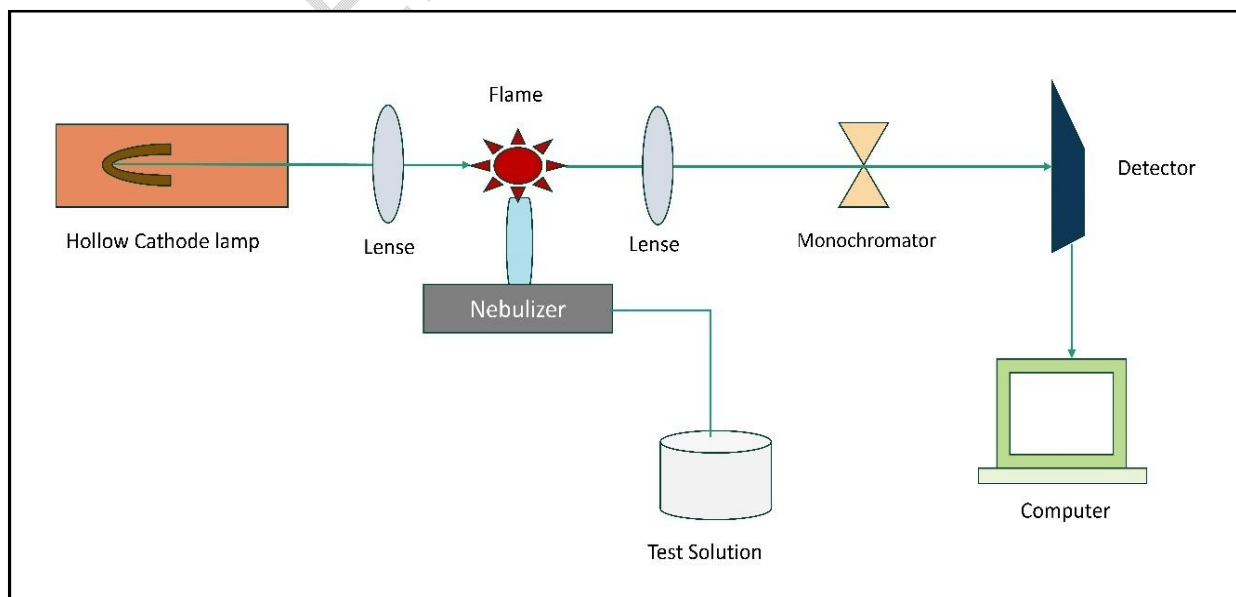 Flame
Hollow Cathode lamp
Lense
Lense
Monochromator
Detector
Nebulizer
Test Solution
Computer